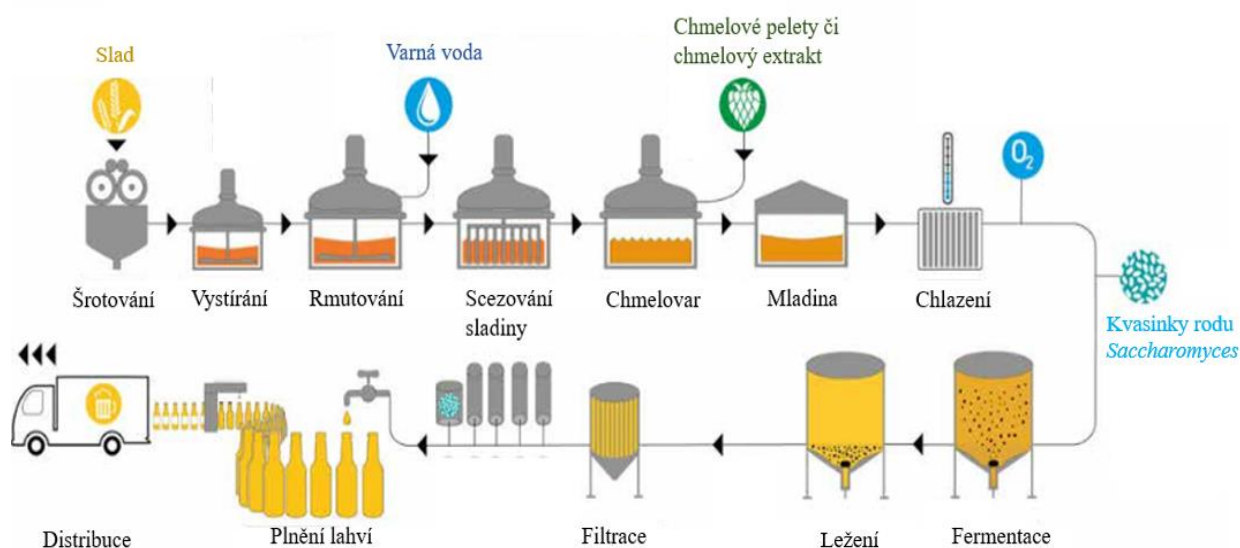 Slad
Varná voda
Chmelové pelety či
chmelový extrakt
O₂
Šrotování
Vystírání
Rmutování
Scezování
sladiny
Chmelovar
Mladina
Chlazení
Kvasinky rodu
Saccharomyces
Distribuce
Plnění lahví
Filtrace
Ležení
Fermentace